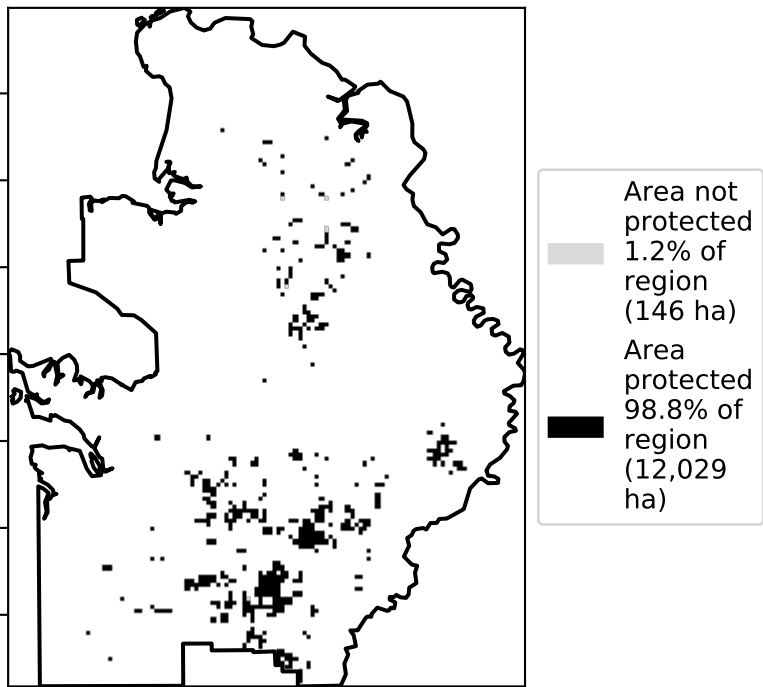 Area not
protected
1.2% of
region
(146 ha)
Area
protected
98.8% of
region
(12,029
ha)